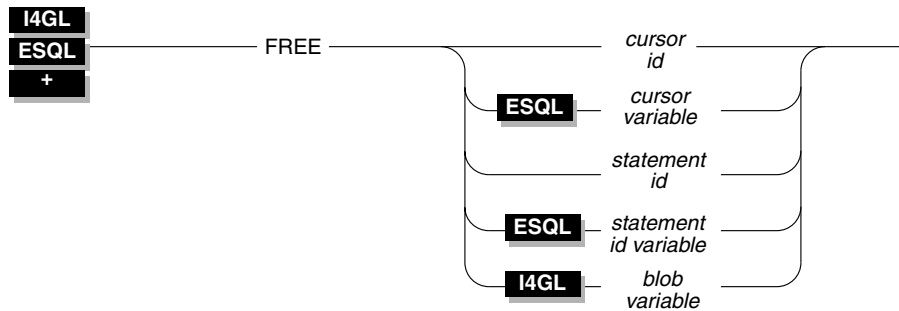 I4GL
ESQL
+
FREE
cursor
id
ESQL
cursor
variable
statement
id
ESQL
statement
id variable
I4GL
blob
variable